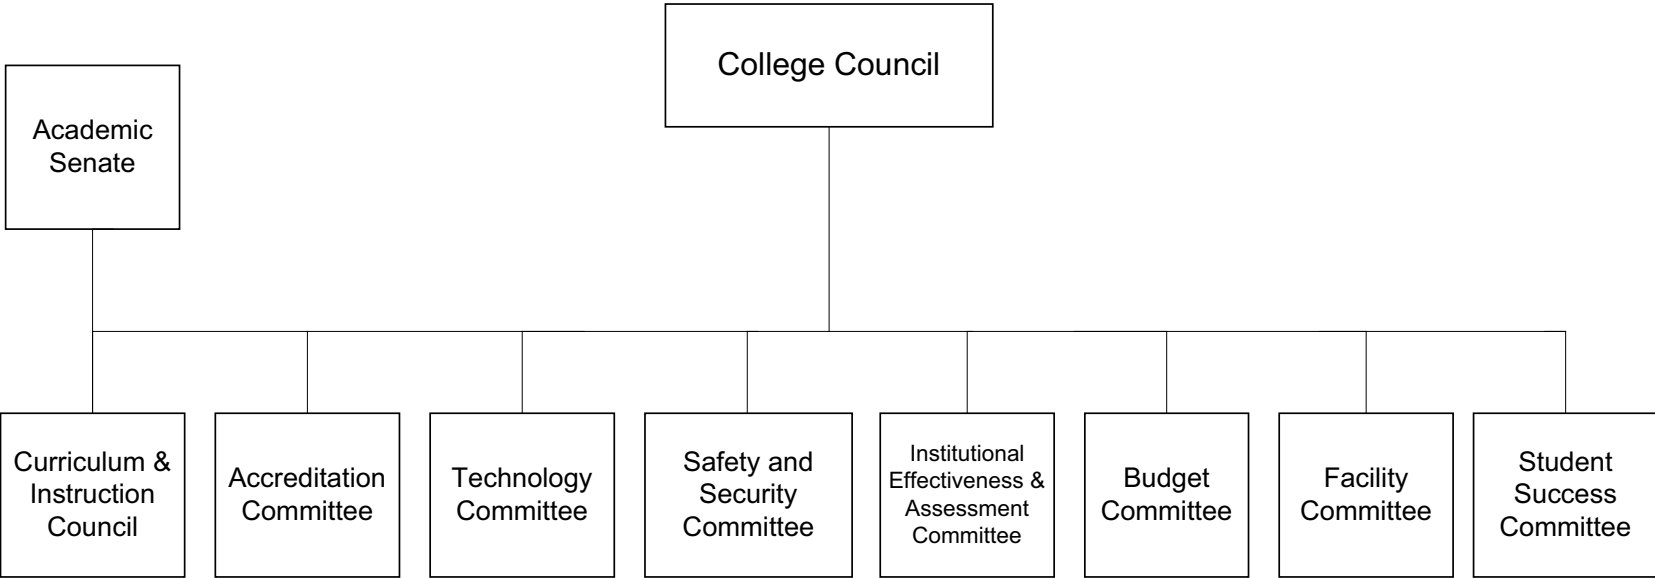 College Council
Academic
Senate
Curriculum &
Instruction
Council
Accreditation
Committee
Technology
Committee
Safety and
Security
Committee
Institutional
Effectiveness &
Assessment
Committee
Budget
Committee
Facility
Committee
Student
Success
Committee